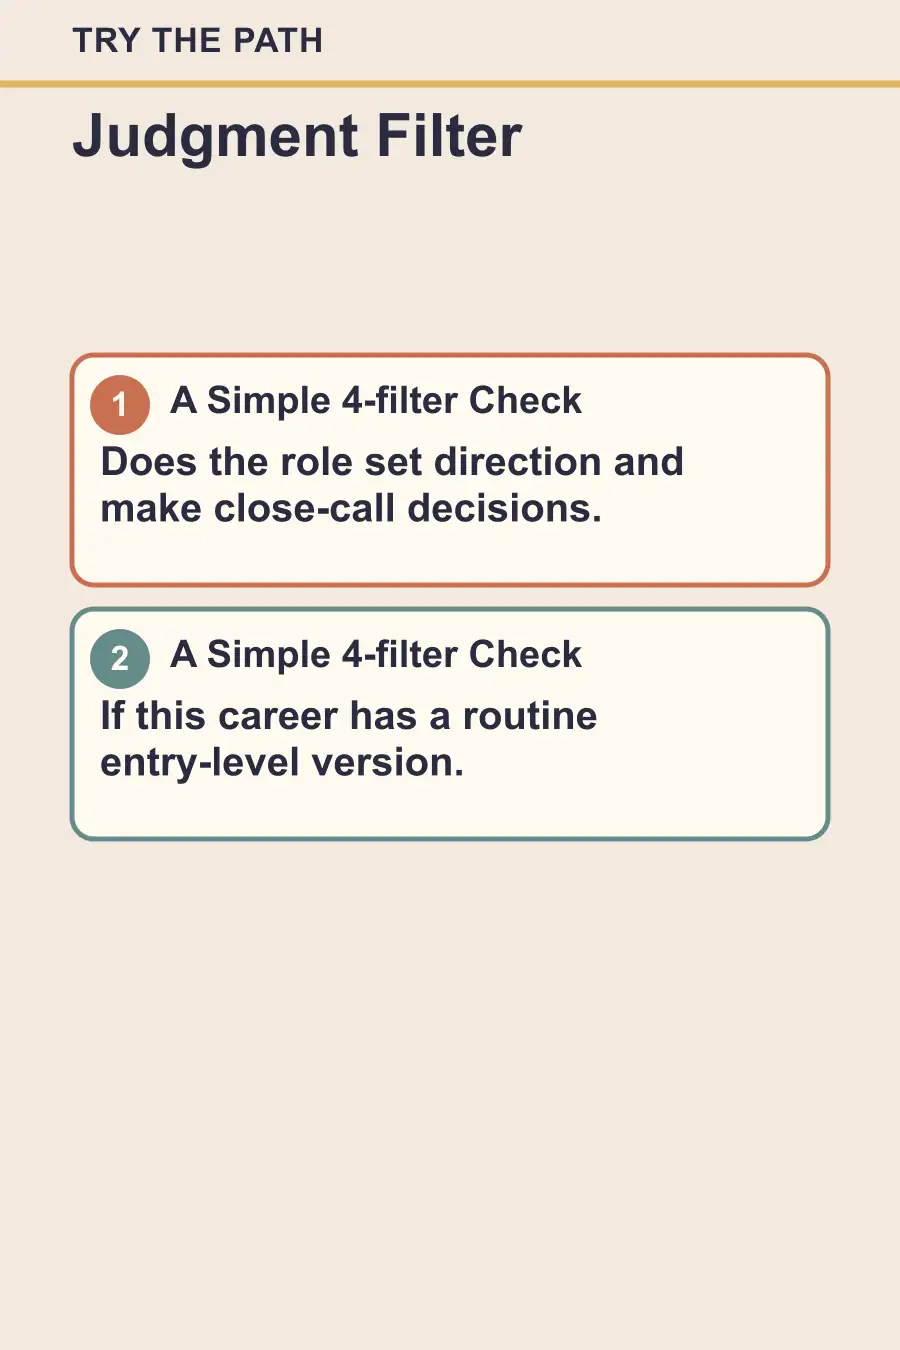 TRY THE PATH
Judgment Filter
1 A Simple 4-filter Check
Does the role set direction and
make close-call decisions.
2 A Simple 4-filter Check
If this career has a routine
entry-level version.